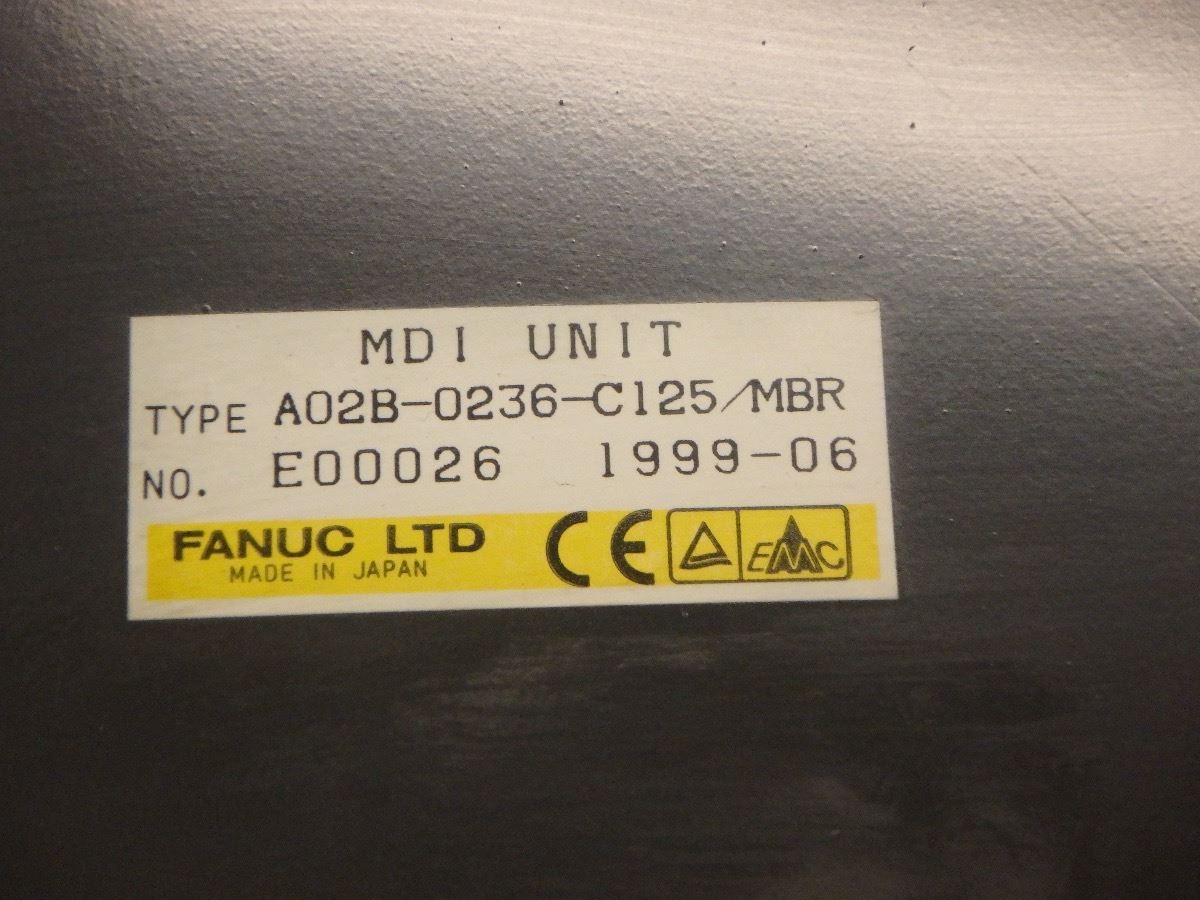 MDI UNIT
TYPE A02B-0236-C125/MBR
NO. E00026 1999-06
FANUC LTD
MADE IN JAPAN
CE
EMC